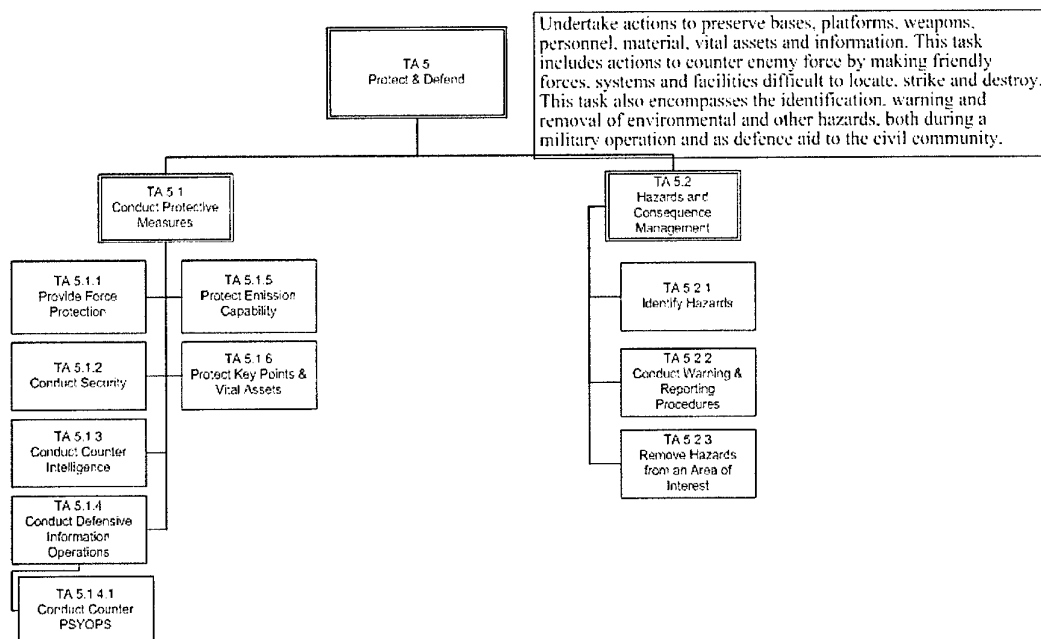 TA 5
Protect & Defend
Undertake actions to preserve bases, platforms, weapons,
personnel, material, vital assets and information. This task
includes actions to counter enemy force by making friendly
forces, systems and facilities difficult to locate, strike and destroy.
This task also encompasses the identification, warning and
removal of environmental and other hazards, both during a
military operation and as defence aid to the civil community.
TA 5.1
Conduct Protective
Measures
TA 5.2
Hazards and
Consequence
Management
TA 5.1.1
Provide Force
Protection
TA 5.1.5
Protect Emission
Capability
TA 5.2.1
Identify Hazards
TA 5.1.2
Conduct Security
TA 5.1.6
Protect Key Points &
Vital Assets
TA 5.2.2
Conduct Warning &
Reporting
Procedures
TA 5.1.3
Conduct Counter
Intelligence
TA 5.2.3
Remove Hazards
from an Area of
Interest
TA 5.1.4
Conduct Defensive
Information
Operations
TA 5.1.4.1
Conduct Counter
PSYOPS